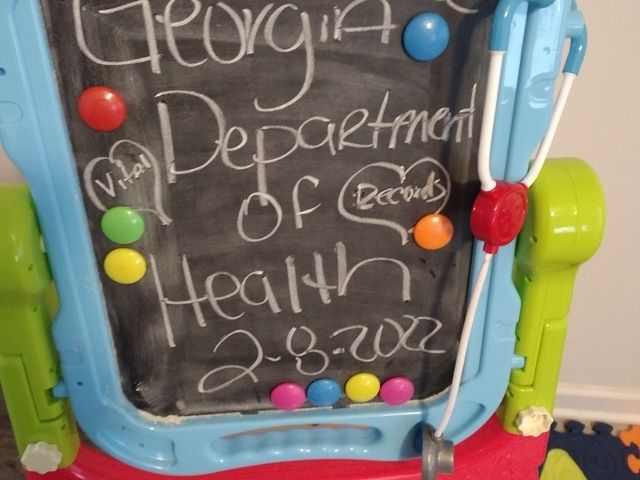 Georgia
Department
Vital
of
Records
Health
2-8-2022